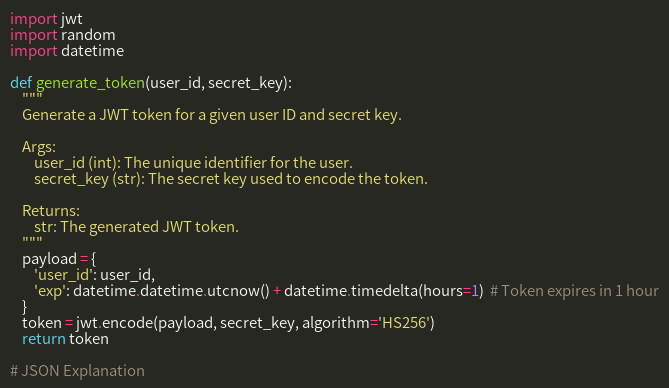 import jwt
import random
import datetime

def generate_token(user_id, secret_key):
    """
    Generate a JWT token for a given user ID and secret key.

    Args:
        user_id (int): The unique identifier for the user.
        secret_key (str): The secret key used to encode the token.

    Returns:
        str: The generated JWT token.
    """
    payload = {
        'user_id': user_id,
        'exp': datetime.datetime.utcnow() + datetime.timedelta(hours=1)  # Token expires in 1 hour
    }
    token = jwt.encode(payload, secret_key, algorithm='HS256')
    return token

# JSON Explanation